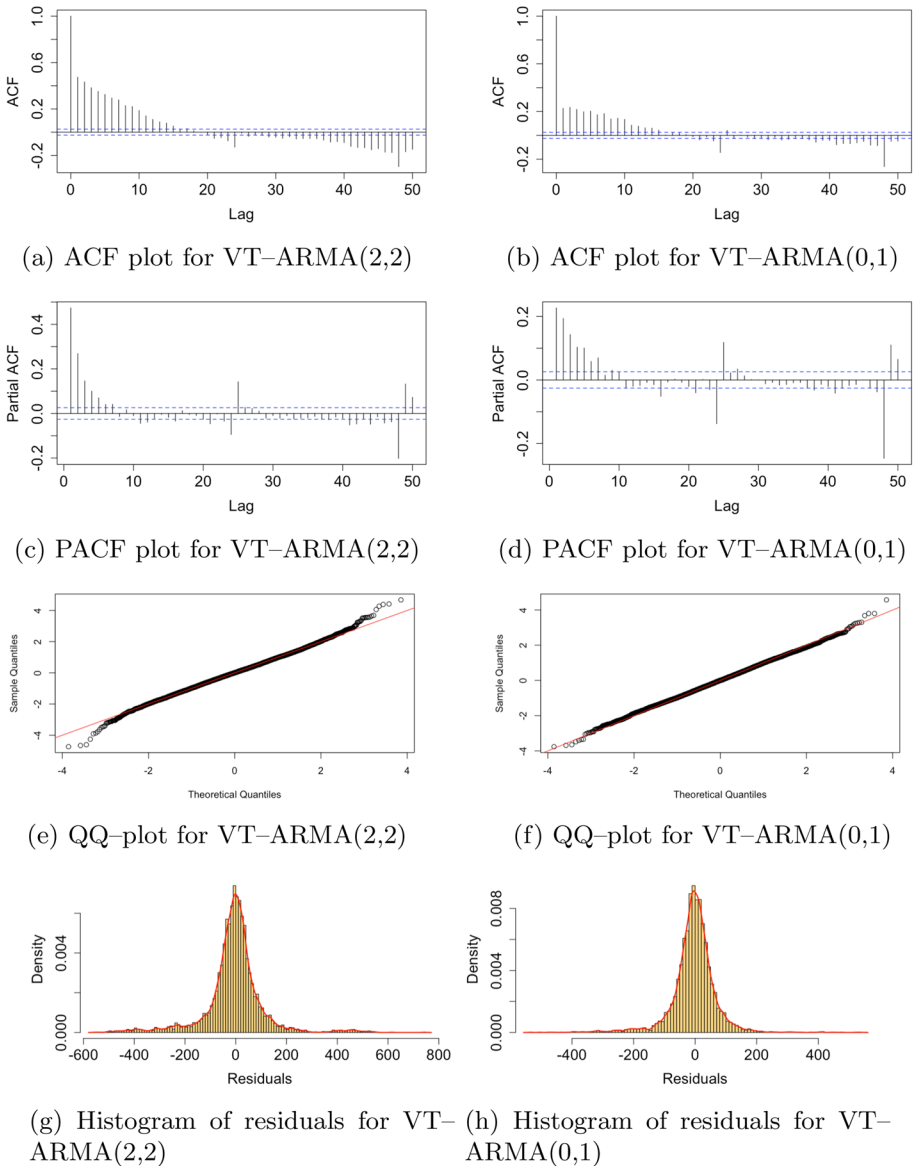 ACF
1.0
0.6
0.2
-0.2
0 10 20 30 40 50
Lag
(a) ACF plot for VT–ARMA(2,2)
ACF
1.0
0.6
0.2
-0.2
0 10 20 30 40 50
Lag
(b) ACF plot for VT–ARMA(0,1)
Partial ACF
0.4
0.2
0.0
-0.2
0 10 20 30 40 50
Lag
(c) PACF plot for VT–ARMA(2,2)
Partial ACF
0.2
0.0
-0.2
0 10 20 30 40 50
Lag
(d) PACF plot for VT–ARMA(0,1)
Sample Quantiles
4
2
0
-2
-4
-4 -2 0 2 4
Theoretical Quantiles
(e) QQ–plot for VT–ARMA(2,2)
Sample Quantiles
4
2
0
-2
-4
-4 -2 0 2 4
Theoretical Quantiles
(f) QQ–plot for VT–ARMA(0,1)
Density
0.004
0.000
-600 -400 -200 0 200 400 600 800
Residuals
(g) Histogram of residuals for VT–
ARMA(2,2)
Density
0.008
0.004
0.000
-400 -200 0 200 400
Residuals
(h) Histogram of residuals for VT–
ARMA(0,1)